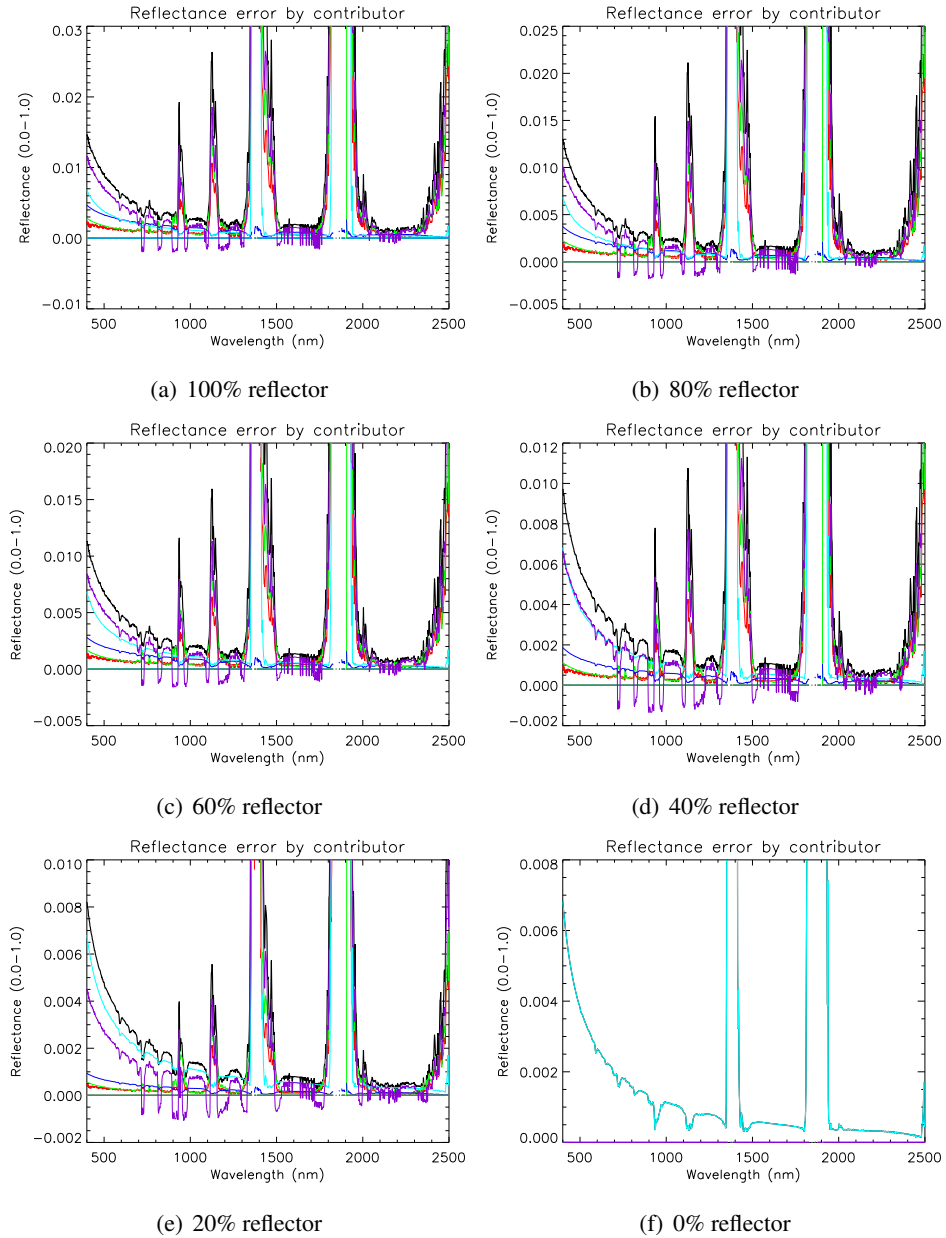 Reflectance error by contributor
Reflectance (0.0−1.0)
0.03
0.02
0.01
0.00
−0.01
500 1000 1500 2000 2500
Wavelength (nm)
(a) 100% reflector
Reflectance error by contributor
Reflectance (0.0−1.0)
0.025
0.020
0.015
0.010
0.005
0.000
−0.005
500 1000 1500 2000 2500
Wavelength (nm)
(b) 80% reflector
Reflectance error by contributor
Reflectance (0.0−1.0)
0.020
0.015
0.010
0.005
0.000
−0.005
500 1000 1500 2000 2500
Wavelength (nm)
(c) 60% reflector
Reflectance error by contributor
Reflectance (0.0−1.0)
0.012
0.010
0.008
0.006
0.004
0.002
0.000
−0.002
500 1000 1500 2000 2500
Wavelength (nm)
(d) 40% reflector
Reflectance error by contributor
Reflectance (0.0−1.0)
0.010
0.008
0.006
0.004
0.002
0.000
−0.002
500 1000 1500 2000 2500
Wavelength (nm)
(e) 20% reflector
Reflectance error by contributor
Reflectance (0.0−1.0)
0.008
0.006
0.004
0.002
0.000
500 1000 1500 2000 2500
Wavelength (nm)
(f) 0% reflector